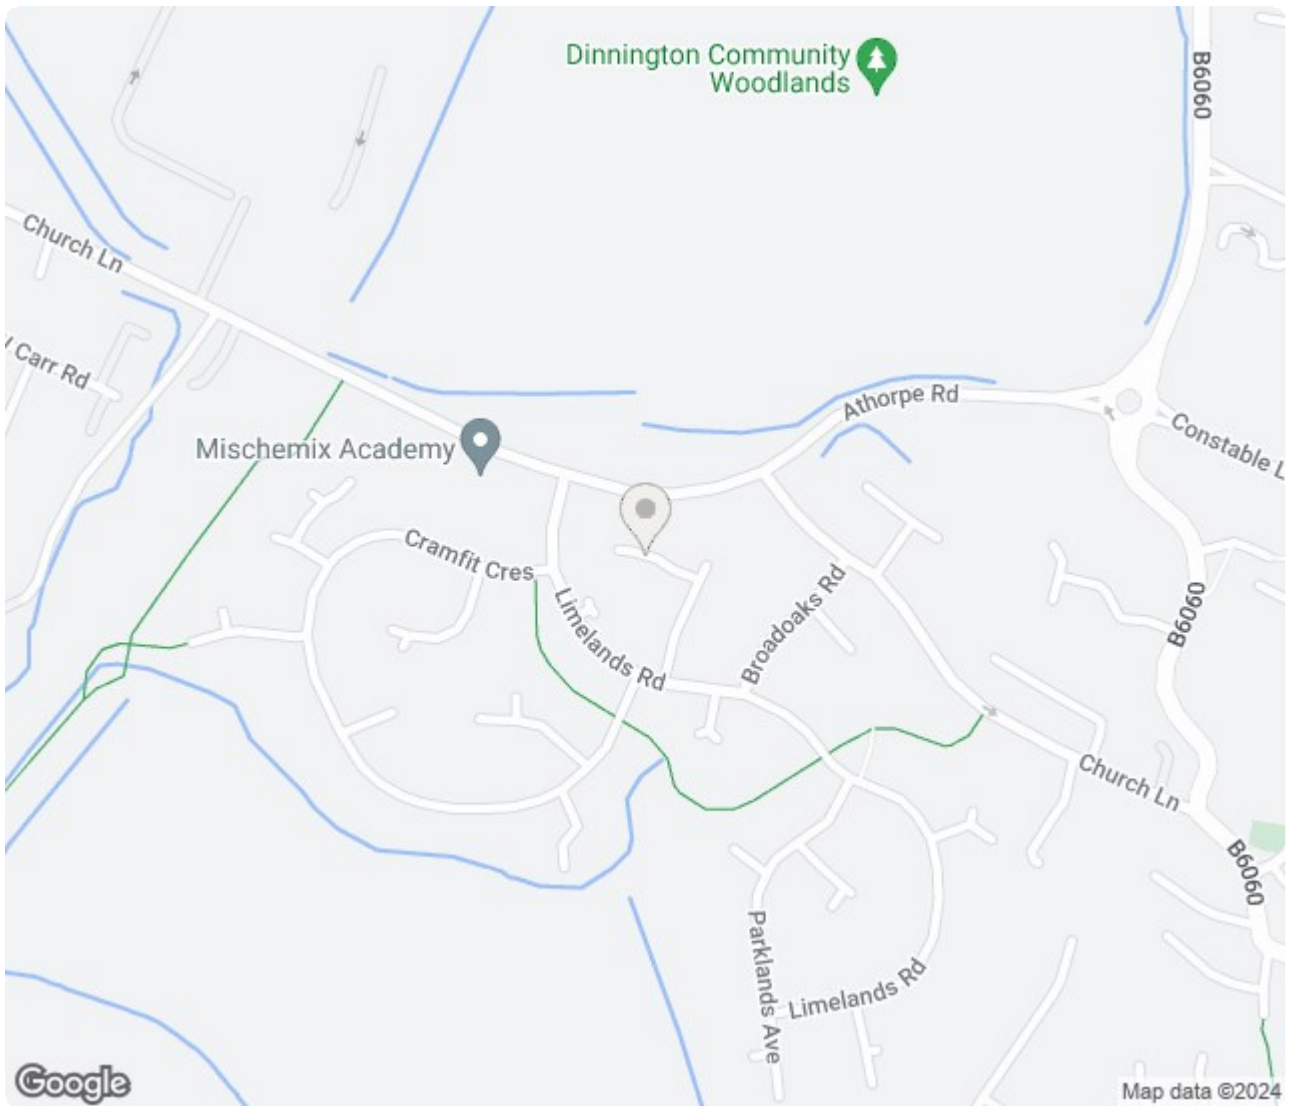 Dinnington Community
Woodlands
B6060
Church Ln
Carr Rd
Athorpe Rd
Constable L
Mischemix Academy
Cramfit Cres
Limelands Rd
Broadoaks Rd
B6060
Church Ln
B6060
Parklands Ave
Limelands Rd
Google
Map data ©2024